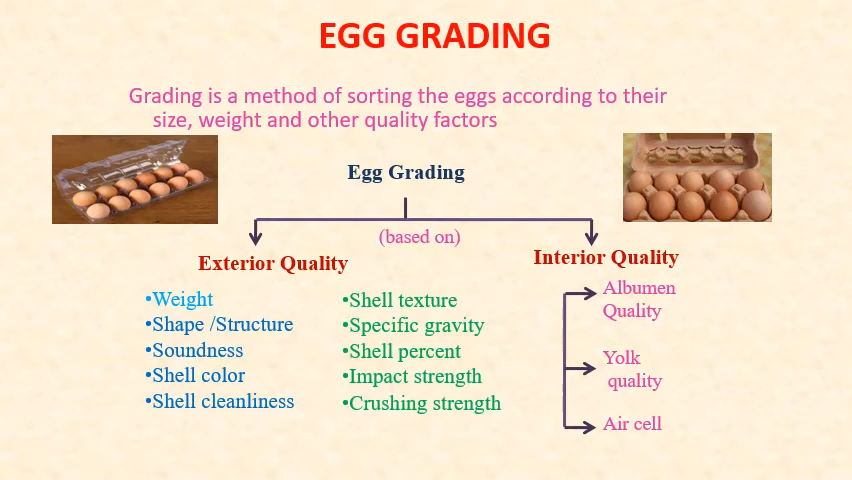 EGG GRADING
Grading is a method of sorting the eggs according to their
size, weight and other quality factors
Egg Grading
(based on)
Exterior Quality
•Weight
•Shape /Structure
•Soundness
•Shell color
•Shell cleanliness
•Shell texture
•Specific gravity
•Shell percent
•Impact strength
•Crushing strength
Interior Quality
Albumen
Quality
Yolk
quality
Air cell